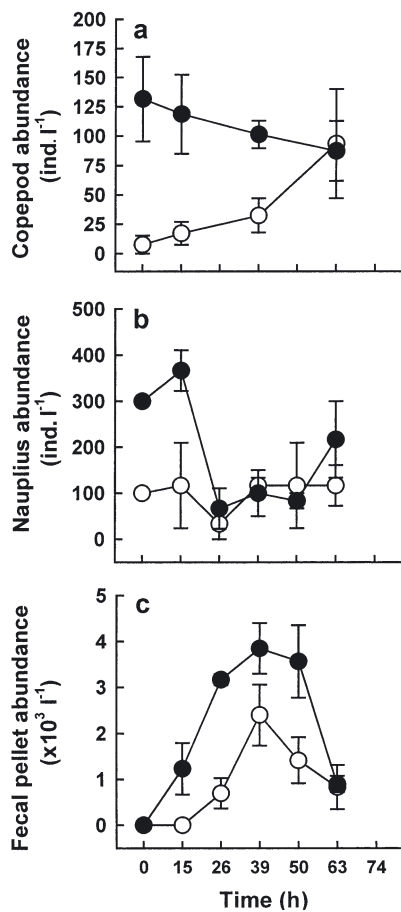 a
Copepod abundance
(ind. l⁻¹)
200
175
150
125
100
75
50
25
0
b
Nauplius abundance
(ind. l⁻¹)
500
400
300
200
100
0
c
Fecal pellet abundance
(x10³ l⁻¹)
5
4
3
2
1
0
0 15 26 39 50 63 74
Time (h)